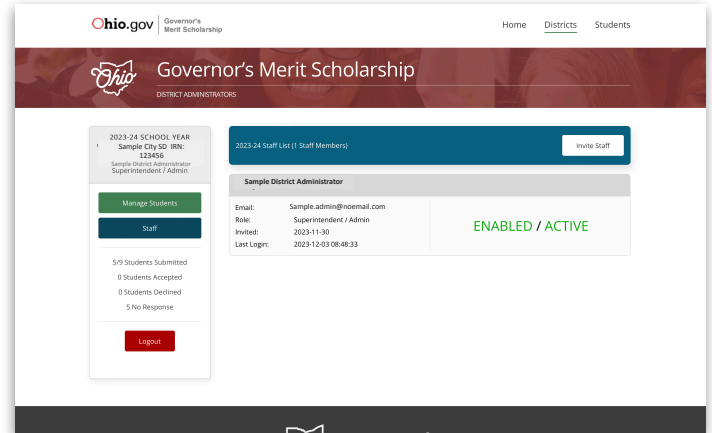 Ohio.gov
Governor's
Merit Scholarship
Home Districts Students
Ohio
Governor's Merit Scholarship
DISTRICT ADMINISTRATORS
2023-24 SCHOOL YEAR
Sample City SD IRN:
123456
Sample District Administrator
Superintendent / Admin
Manage Students
Staff
5/9 Students Submitted
0 Students Accepted
0 Students Declined
5 No Response
Logout
2023-24 Staff List (1 Staff Members)
Invite Staff
Sample District Administrator
Email: Sample.admin@noemail.com
Role: Superintendent / Admin
Invited: 2023-11-30
Last Login: 2023-12-03 08:48:33
ENABLED / ACTIVE